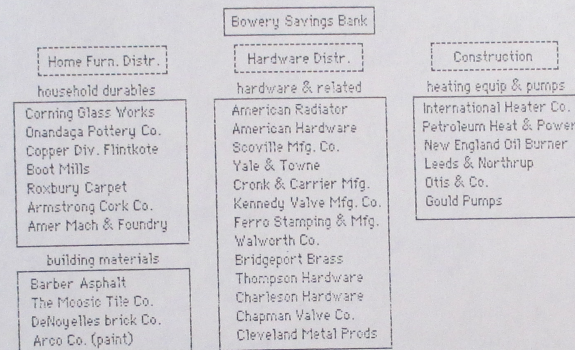 Bowery Savings Bank
Home Furn. Distr.
household durables
Corning Glass Works
Onandaga Pottery Co.
Copper Div. Flintkote
Boot Mills
Roxbury Carpet
Armstrong Cork Co.
Amer Mach & Foundry
building materials
Barber Asphalt
The Moosic Tile Co.
DeNoyelles brick Co.
Arco Co. (paint)
Hardware Distr.
hardware & related
American Radiator
American Hardware
Scoville Mfg. Co.
Yale & Towne
Cronk & Carrier Mfg.
Kennedy Valve Mfg. Co.
Ferro Stamping & Mfg.
Walworth Co.
Bridgeport Brass
Thompson Hardware
Charleson Hardware
Chapman Valve Co.
Cleveland Metal Prods
Construction
heating equip & pumps
International Heater Co.
Petroleum Heat & Power
New England Oil Burner
Leeds & Northrup
Otis & Co.
Gould Pumps